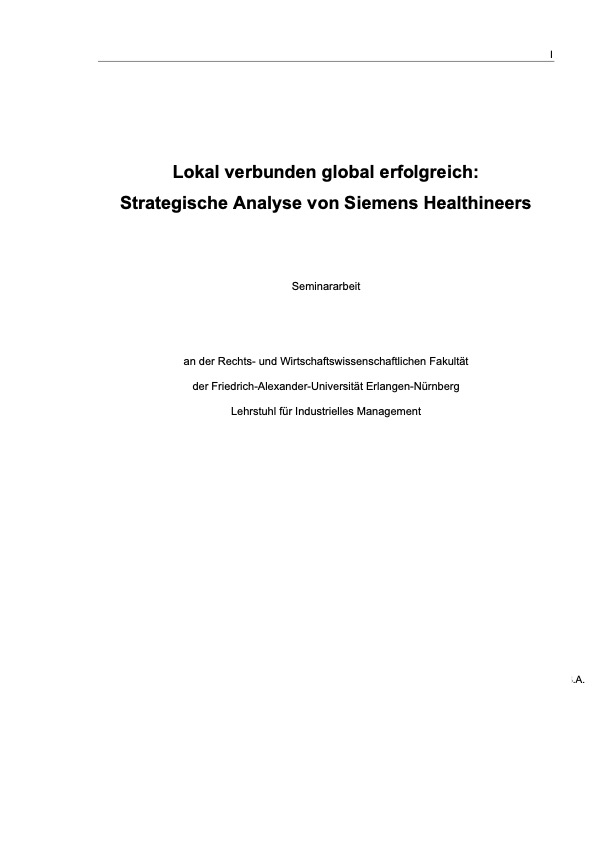 I
Lokal verbunden global erfolgreich:
Strategische Analyse von Siemens Healthineers
Seminararbeit
an der Rechts- und Wirtschaftswissenschaftlichen Fakultät
der Friedrich-Alexander-Universität Erlangen-Nürnberg
Lehrstuhl für Industrielles Management
.A.